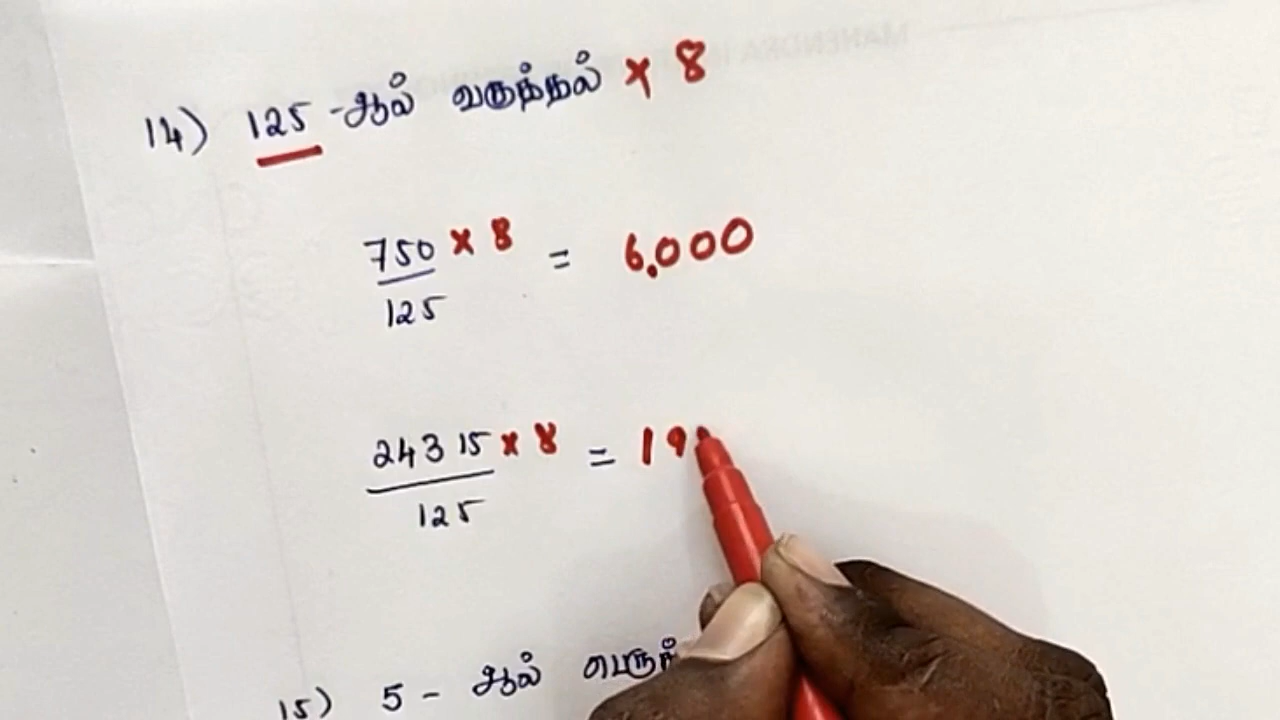 14) 125 -ஆல் வகுத்தல் × 8
750 × 8 = 6,000
125
24315 × 8 = 19
125
15) 5 - ஆல்